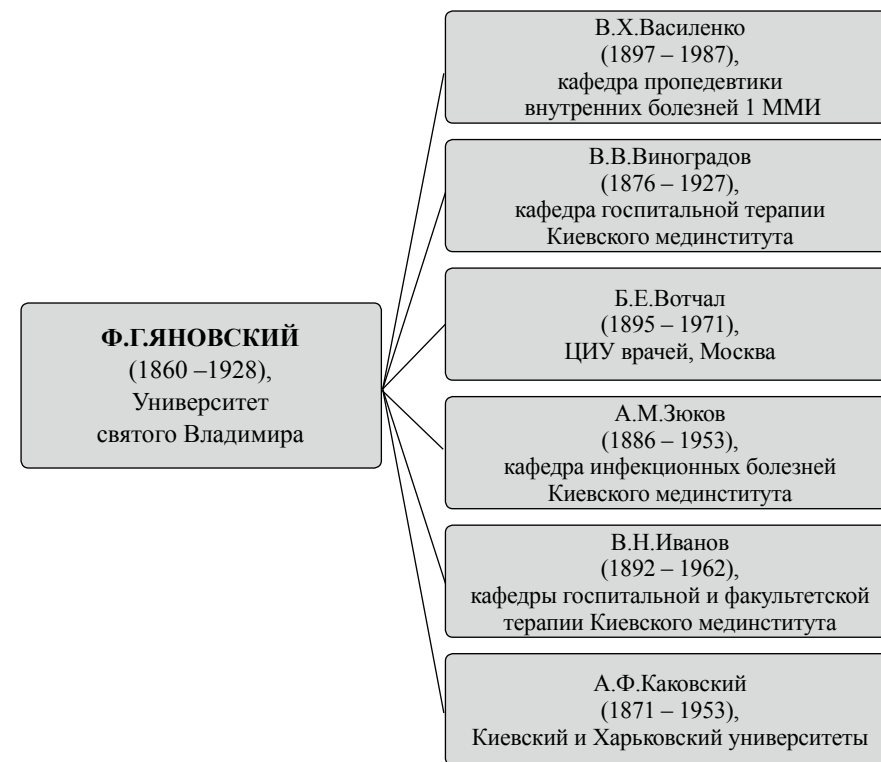 Ф.Г.ЯНОВСКИЙ
(1860 –1928),
Университет
святого Владимира
В.Х.Василенко
(1897 – 1987),
кафедра пропедевтики
внутренних болезней 1 ММИ
В.В.Виноградов
(1876 – 1927),
кафедра госпитальной терапии
Киевского мединститута
Б.Е.Вотчал
(1895 – 1971),
ЦИУ врачей, Москва
А.М.Зюков
(1886 – 1953),
кафедра инфекционных болезней
Киевского мединститута
В.Н.Иванов
(1892 – 1962),
кафедры госпитальной и факультетской
терапии Киевского мединститута
А.Ф.Каковский
(1871 – 1953),
Киевский и Харьковский университеты